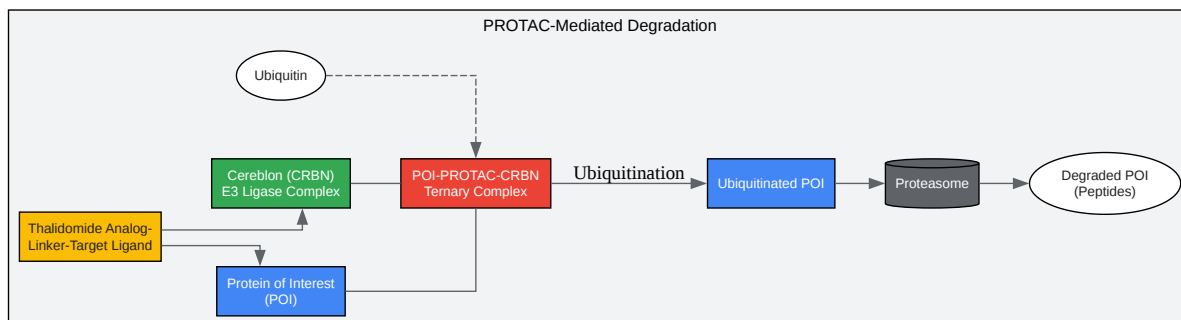 PROTAC-Mediated Degradation
Ubiquitin
Cereblon (CRBN)
E3 Ligase Complex
POI-PROTAC-CRBN
Ternary Complex
Ubiquitination
Ubiquitinated POI
Proteasome
Degraded POI
(Peptides)
Thalidomide Analog-
Linker-Target Ligand
Protein of Interest
(POI)